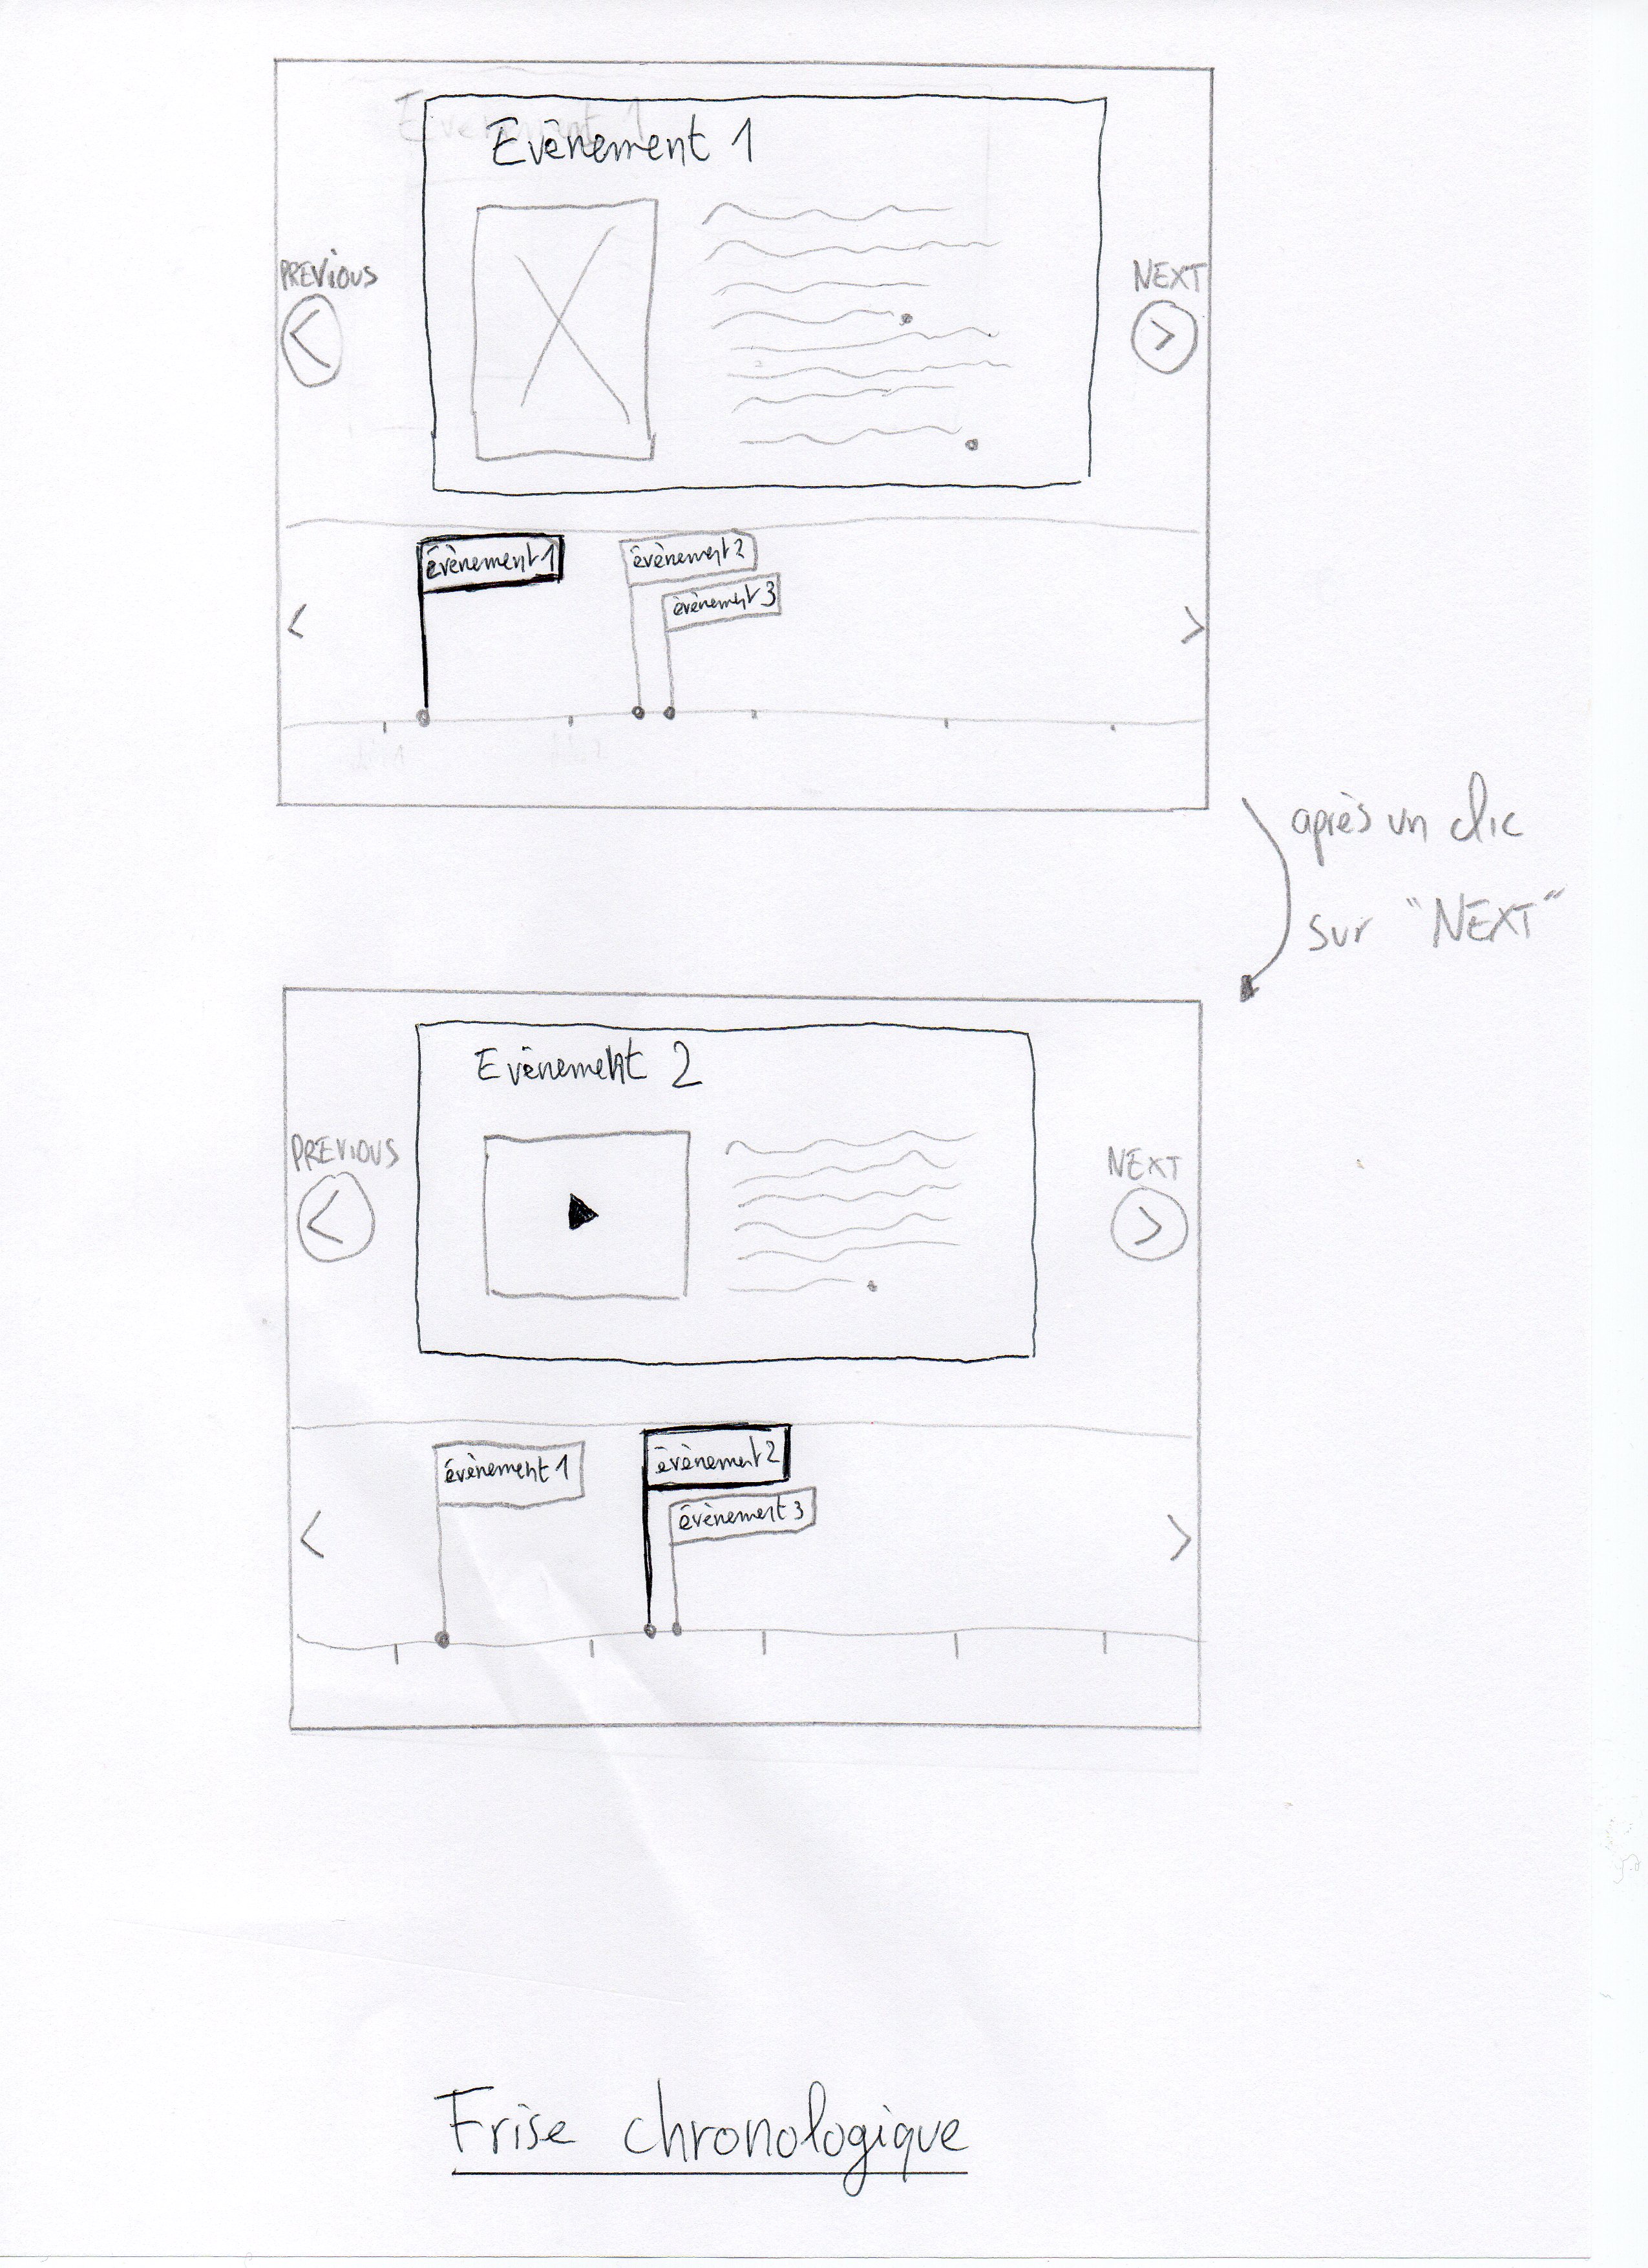 Evènement 1
PREVIOUS
NEXT
évènement 1
évènement 2
évènement 3
après un clic
sur "NEXT"
Evènement 2
PREVIOUS
NEXT
évènement 1
évènement 2
évènement 3
Frise chronologique